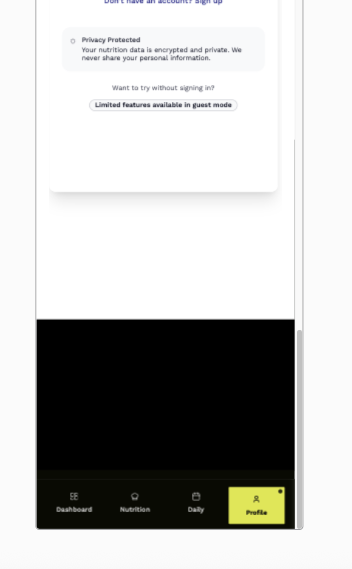 Don't have an account? Sign up
Privacy Protected
Your nutrition data is encrypted and private. We
never share your personal information.
Want to try without signing in?
Limited features available in guest mode
Dashboard
Nutrition
Daily
Profile